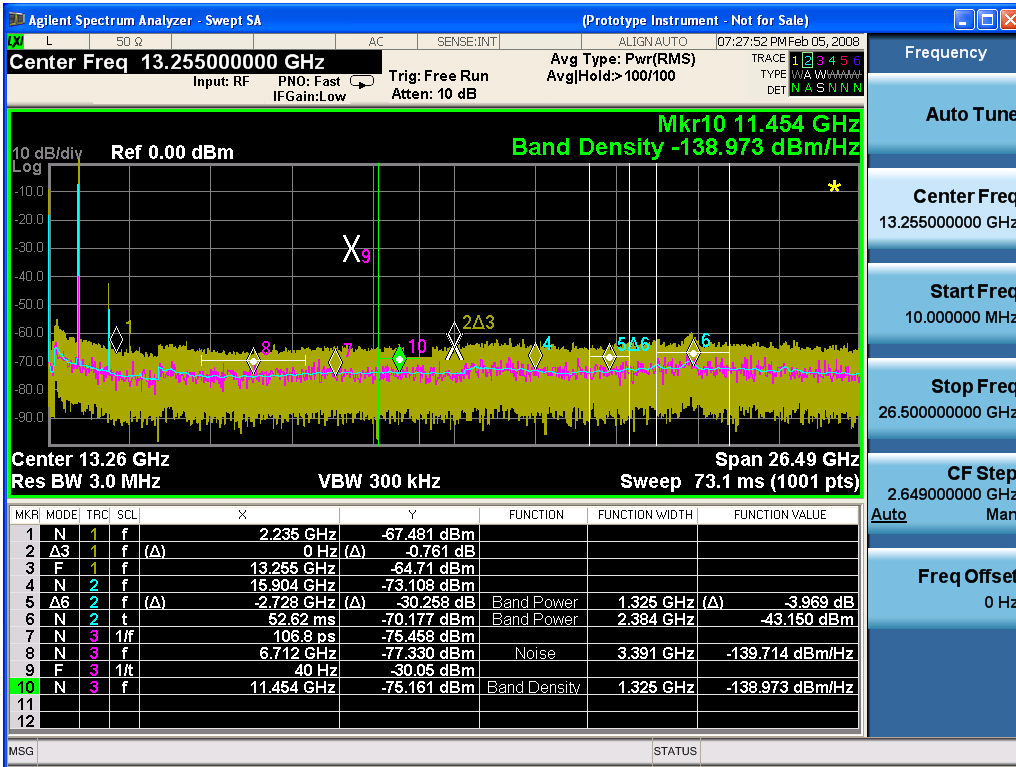 Agilent Spectrum Analyzer - Swept SA (Prototype Instrument - Not for Sale)
LXI L 50 Ω AC SENSE:INT ALIGN AUTO 07:27:52 PM Feb 05, 2008
Center Freq 13.255000000 GHz
Input: RF PNO: Fast IFGain:Low
Trig: Free Run
Atten: 10 dB
Avg Type: Pwr(RMS)
Avg|Hold:>100/100
TRACE 1 2 3 4 5 6
TYPE W A W W W W
DET N A S N N N
Mkr10 11.454 GHz
Band Density -138.973 dBm/Hz
10 dB/div Ref 0.00 dBm
Log
-10.0
-20.0
-30.0
-40.0
-50.0
-60.0
-70.0
-80.0
-90.0
1
8
7
9
10
2Δ3
4
5Δ6
6
Center 13.26 GHz Span 26.49 GHz
Res BW 3.0 MHz VBW 300 kHz Sweep 73.1 ms (1001 pts)
MKR MODE TRC SCL X Y FUNCTION FUNCTION WIDTH FUNCTION VALUE
1 N 1 f 2.235 GHz -67.481 dBm
2 Δ3 1 f (Δ) 0 Hz (Δ) -0.761 dB
3 F 1 f 13.255 GHz -64.71 dBm
4 N 2 f 15.904 GHz -73.108 dBm
5 Δ6 2 f (Δ) -2.728 GHz (Δ) -30.258 dB Band Power 1.325 GHz (Δ) -3.969 dB
6 N 2 t 52.62 ms -70.177 dBm Band Power 2.384 GHz -43.150 dBm
7 N 3 1/f 106.8 ps -75.458 dBm
8 N 3 f 6.712 GHz -77.330 dBm Noise 3.391 GHz -139.714 dBm/Hz
9 F 3 1/t 40 Hz -30.05 dBm
10 N 3 f 11.454 GHz -75.161 dBm Band Density 1.325 GHz -138.973 dBm/Hz
11
12
MSG STATUS
Frequency
Auto Tune
Center Freq
13.255000000 GHz
Start Freq
10.000000 MHz
Stop Freq
26.500000000 GHz
CF Step
2.649000000 GHz
Auto Man
Freq Offset
0 Hz